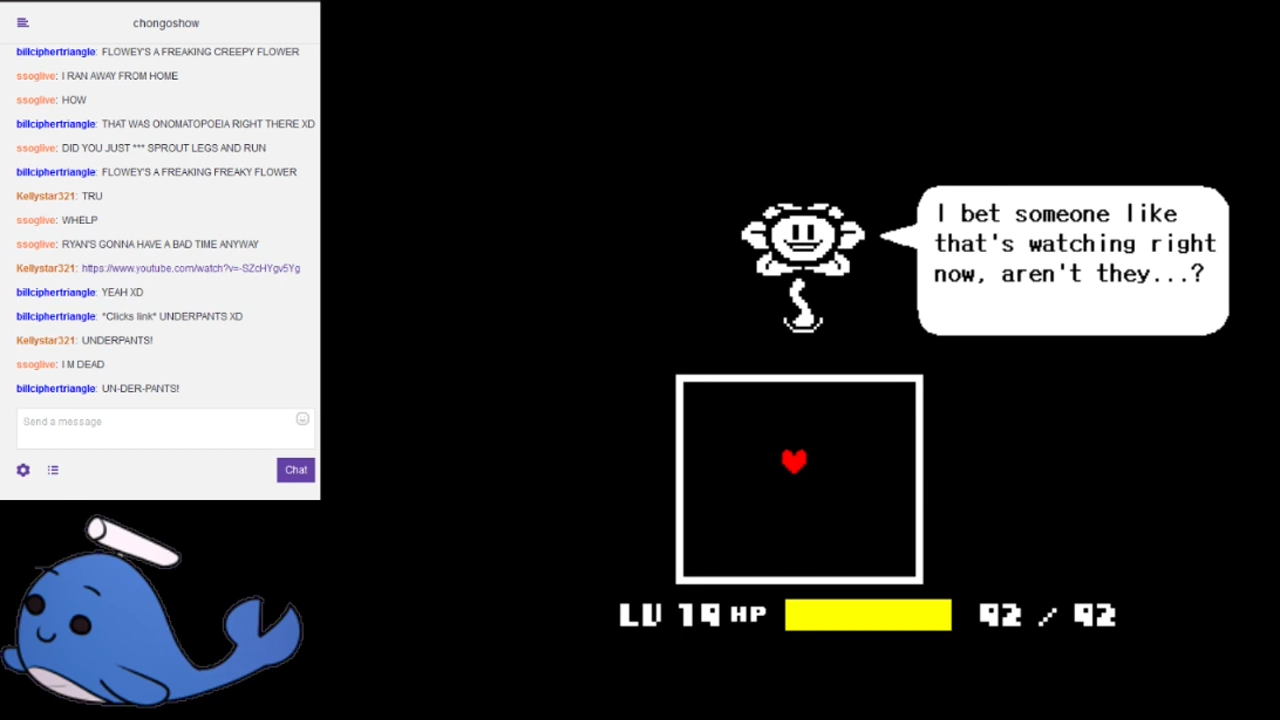 chongoshow
billciphertriangle: FLOWEY'S A FREAKING CREEPY FLOWER
ssoglive: I RAN AWAY FROM HOME
ssoglive: HOW
billciphertriangle: THAT WAS ONOMATOPOEIA RIGHT THERE XD
ssoglive: DID YOU JUST *** SPROUT LEGS AND RUN
billciphertriangle: FLOWEY'S A FREAKING FREAKY FLOWER
Kellystar321: TRU
ssoglive: WHELP
ssoglive: RYAN'S GONNA HAVE A BAD TIME ANYWAY
Kellystar321: https://www.youtube.com/watch?v=-SZcHYgv5Yg
billciphertriangle: YEAH XD
billciphertriangle: *Clicks link* UNDERPANTS XD
Kellystar321: UNDERPANTS!
ssoglive: I M DEAD
billciphertriangle: UN-DER-PANTS!
Send a message
Chat
I bet someone like
that's watching right
now, aren't they...?
LV 19 HP 92 / 92